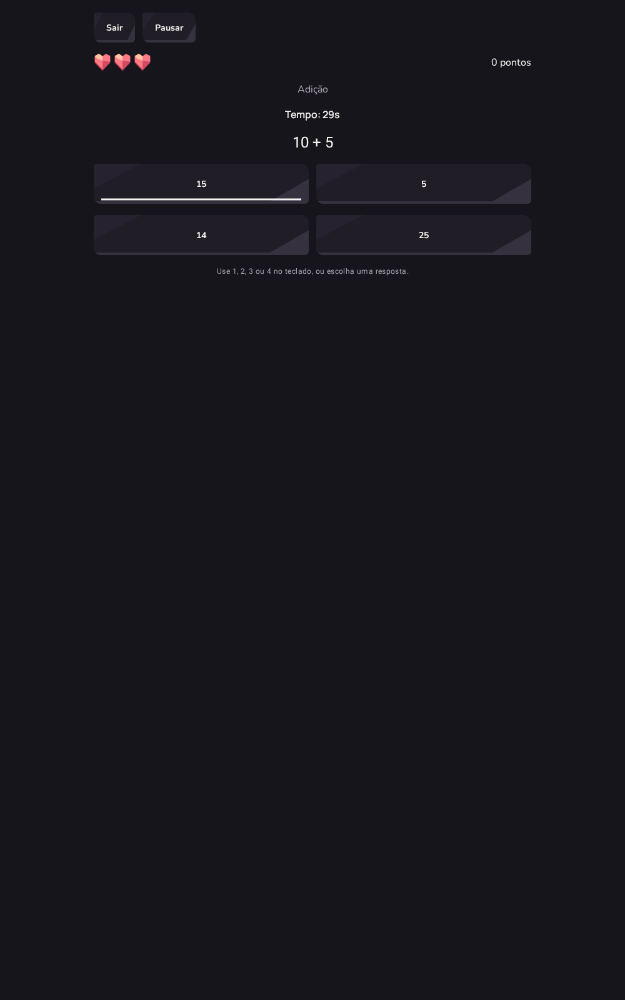 Sair Pausar
0 pontos
Adição
Tempo: 29s
10 + 5
15 5
14 25
Use 1, 2, 3 ou 4 no teclado, ou escolha uma resposta.